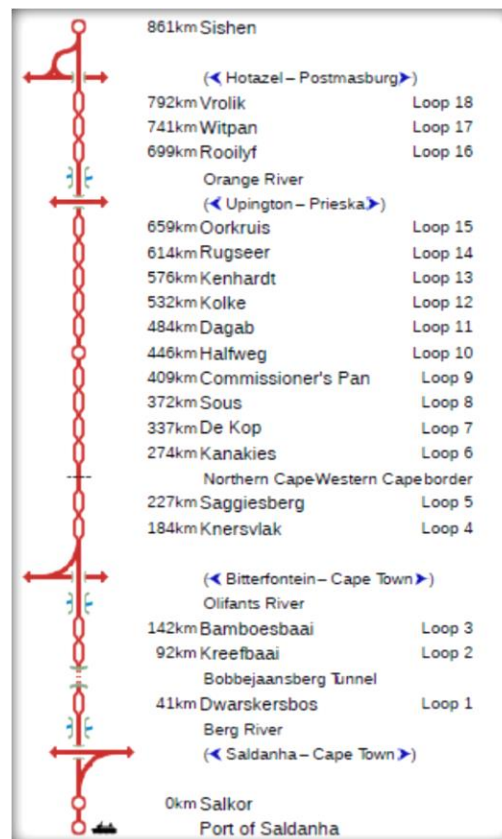 861km Sishen
(Hotazel – Postmasburg)
792km Vrolik Loop 18
741km Witpan Loop 17
699km Rooilyf Loop 16
Orange River
(Upington – Prieska)
659km Oorkruis Loop 15
614km Rugseer Loop 14
576km Kenhardt Loop 13
532km Kolke Loop 12
484km Dagab Loop 11
446km Halfweg Loop 10
409km Commissioner's Pan Loop 9
372km Sous Loop 8
337km De Kop Loop 7
274km Kanakies Loop 6
Northern CapeWestern Capeborder
227km Saggiesberg Loop 5
184km Knersvlak Loop 4
(Bitterfontein – Cape Town)
Olifants River
142km Bamboesbaai Loop 3
92km Kreefbaai Loop 2
Bobbejaansberg Tunnel
41km Dwarskersbos Loop 1
Berg River
(Saldanha – Cape Town)
0km Salkor
Port of Saldanha